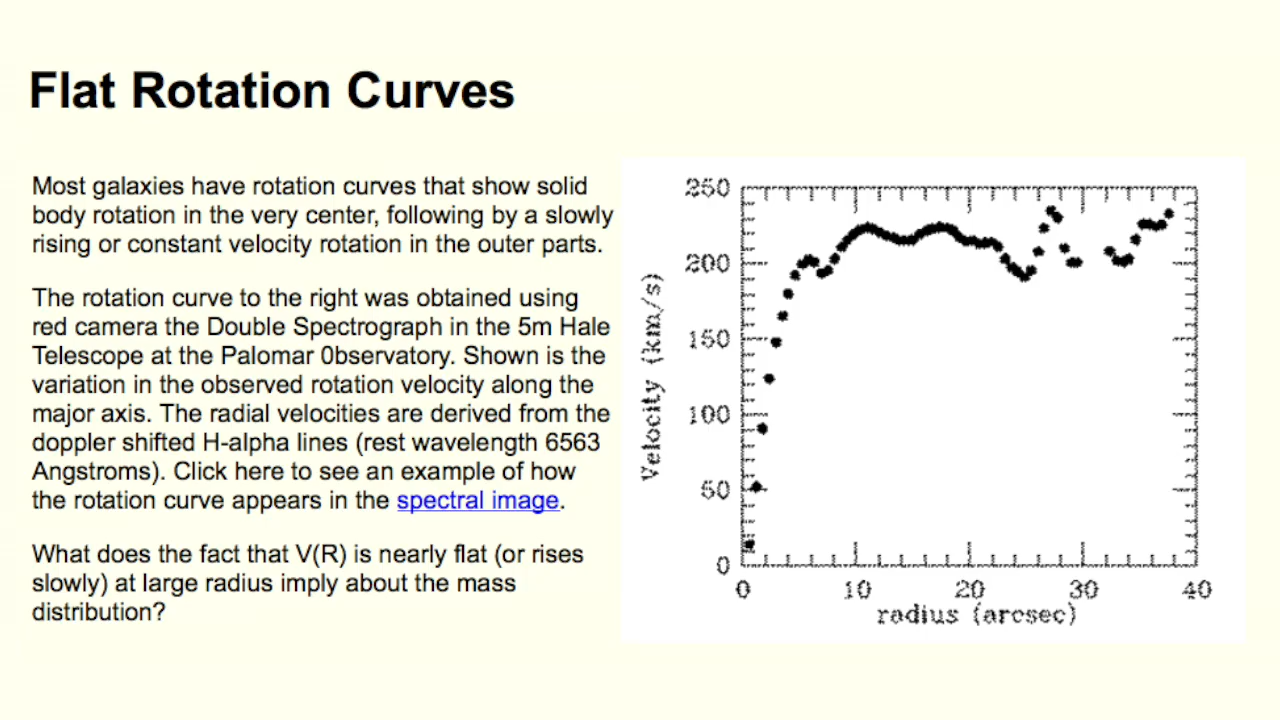 Flat Rotation Curves
Most galaxies have rotation curves that show solid
body rotation in the very center, following by a slowly
rising or constant velocity rotation in the outer parts.
The rotation curve to the right was obtained using
red camera the Double Spectrograph in the 5m Hale
Telescope at the Palomar 0bservatory. Shown is the
variation in the observed rotation velocity along the
major axis. The radial velocities are derived from the
doppler shifted H-alpha lines (rest wavelength 6563
Angstroms). Click here to see an example of how
the rotation curve appears in the spectral image.
What does the fact that V(R) is nearly flat (or rises
slowly) at large radius imply about the mass
distribution?
250
200
150
100
50
0
Velocity (km/s)
0 10 20 30 40
radius (arcsec)